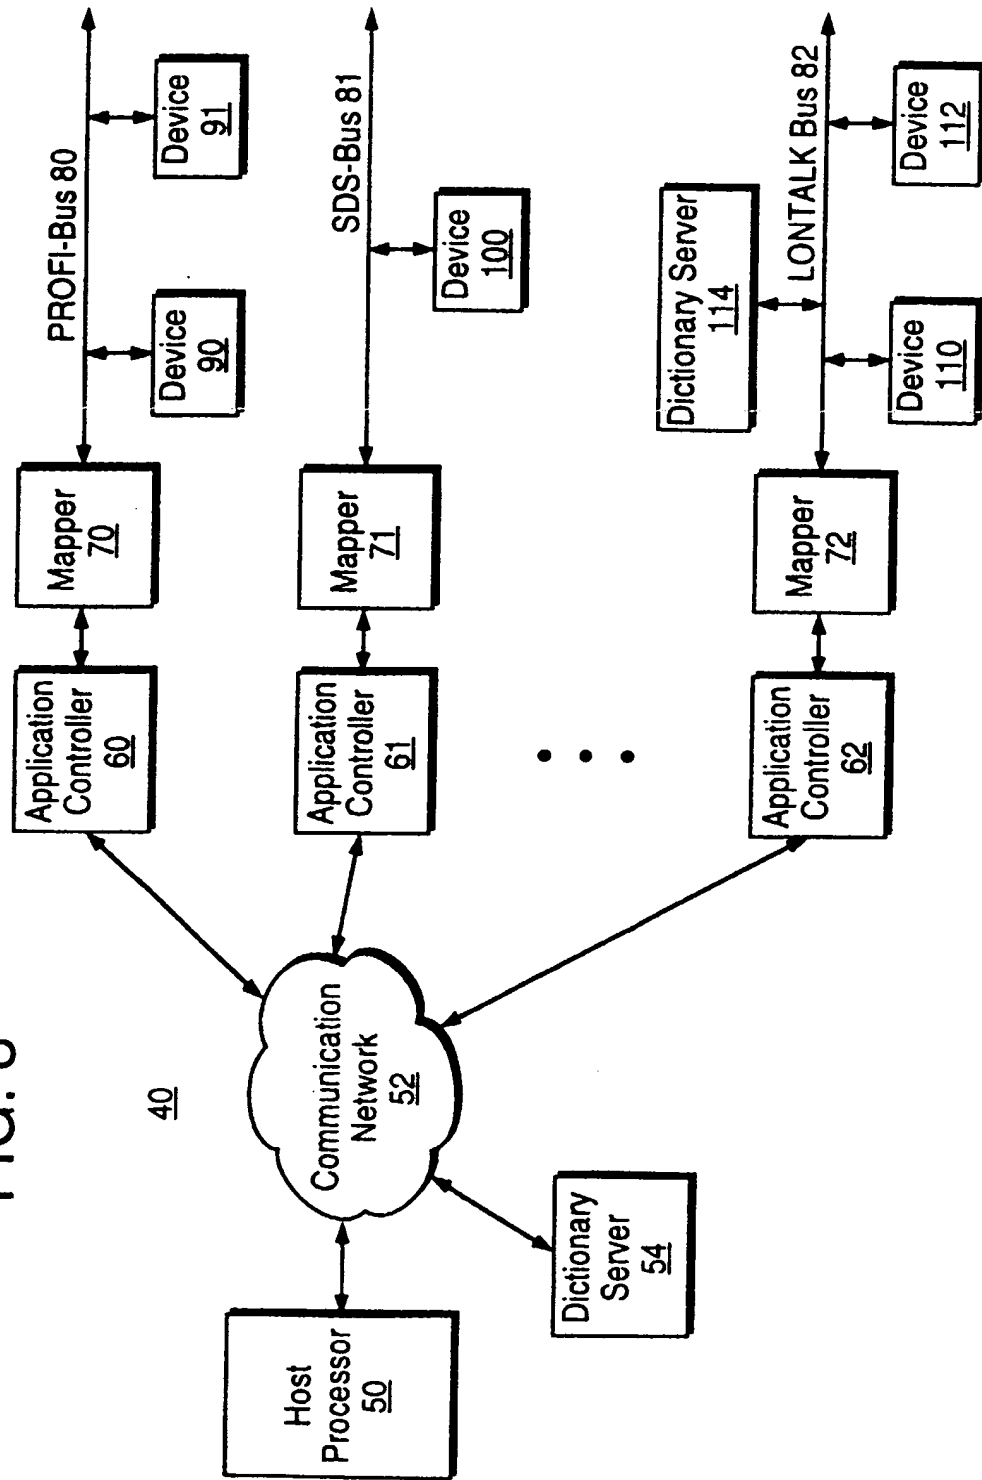 40
Host
Processor
50
Communication
Network
52
Dictionary
Server
54
Application
Controller
60
Mapper
70
PROFI-Bus 80
Device
90
Device
91
Application
Controller
61
Mapper
71
SDS-Bus 81
Device
100
Application
Controller
62
Mapper
72
LONTALK Bus 82
Dictionary Server
114
Device
110
Device
112